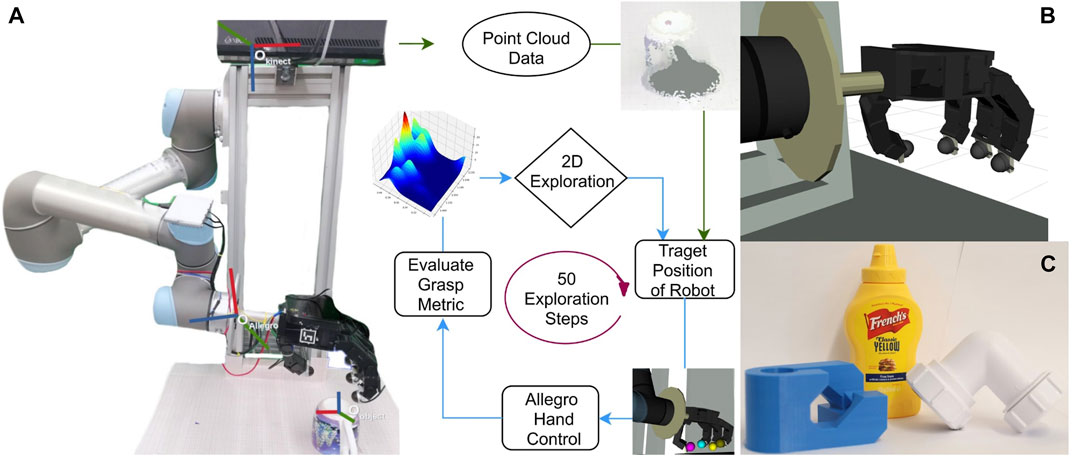 A
kinect
Allegro
object
Point Cloud
Data
2D
Exploration
Evaluate
Grasp
Metric
50
Exploration
Steps
Traget
Position
of Robot
Allegro
Hand
Control
B
C
French's
Classic
YELLOW